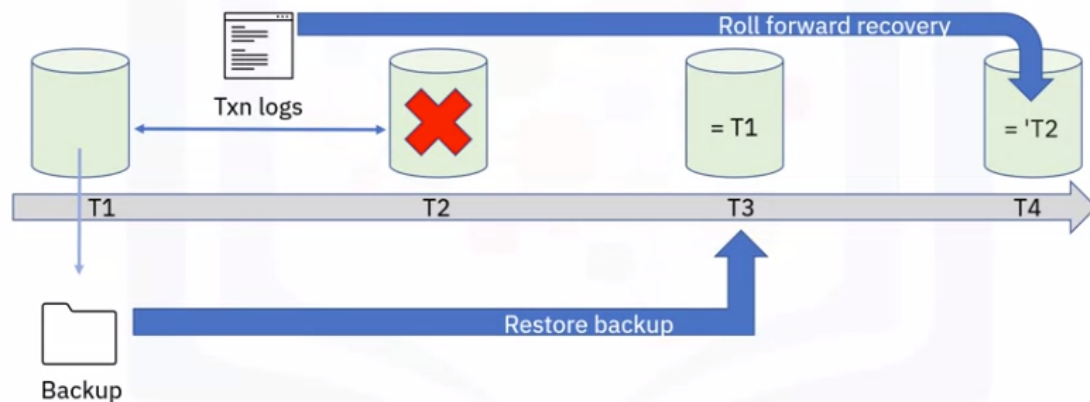 Roll forward recovery
Txn logs
= T1
= 'T2
T1
T2
T3
T4
Restore backup
Backup